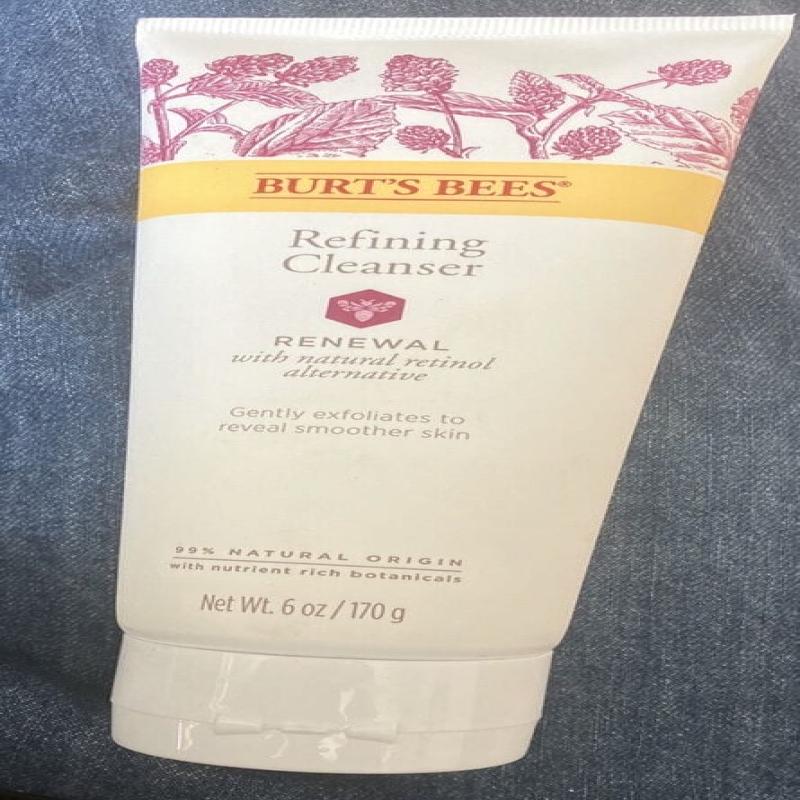 BURT'S BEES®
Refining
Cleanser
RENEWAL
with natural retinol
alternative
Gently exfoliates to
reveal smoother skin
99% NATURAL ORIGIN
with nutrient rich botanicals
Net Wt. 6 oz / 170 g